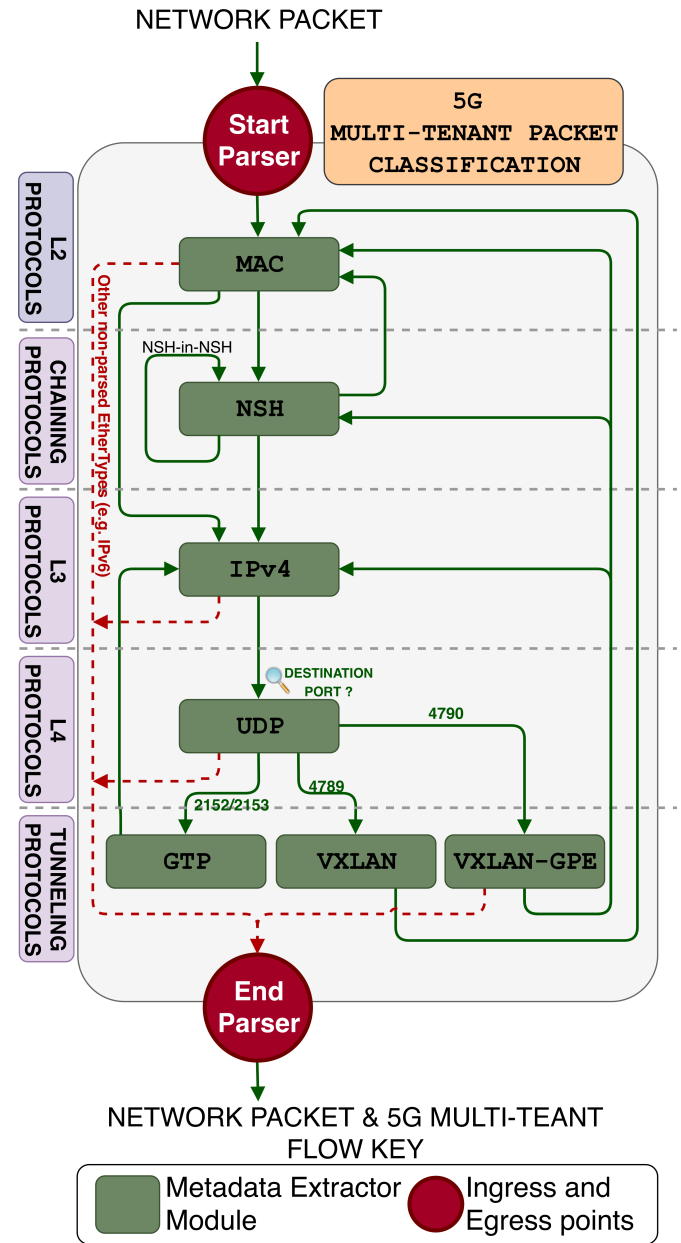 NETWORK PACKET
Start
Parser
5G
MULTI-TENANT PACKET
CLASSIFICATION
L2
PROTOCOLS
MAC
Other non-parsed EtherTypes (e.g. IPv6)
CHAINING
PROTOCOLS
NSH-in-NSH
NSH
L3
PROTOCOLS
IPv4
L4
PROTOCOLS
DESTINATION
PORT ?
UDP
4790
4789
2152/2153
TUNNELING
PROTOCOLS
GTP
VXLAN
VXLAN-GPE
End
Parser
NETWORK PACKET & 5G MULTI-TEANT
FLOW KEY
Metadata Extractor
Module
Ingress and
Egress points